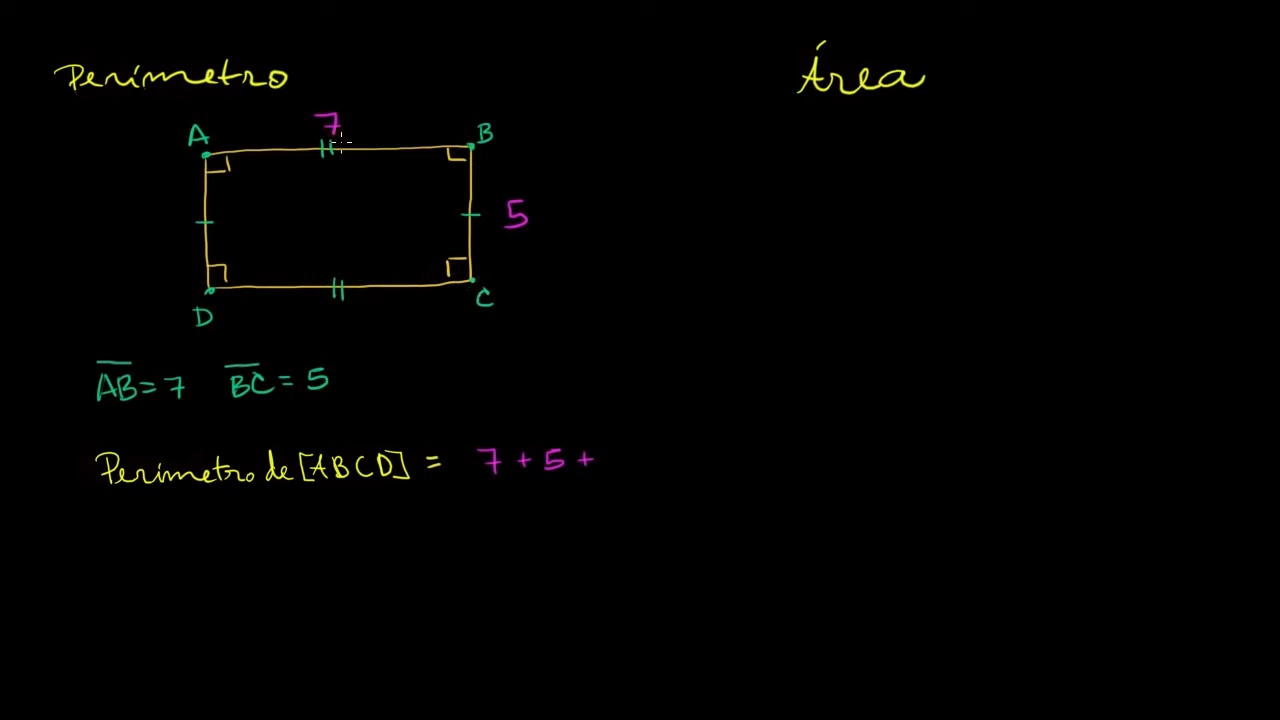 Perímetro
Área
A
7
B
5
D
C
AB = 7 BC = 5
Perímetro de [ABCD] = 7 + 5 +